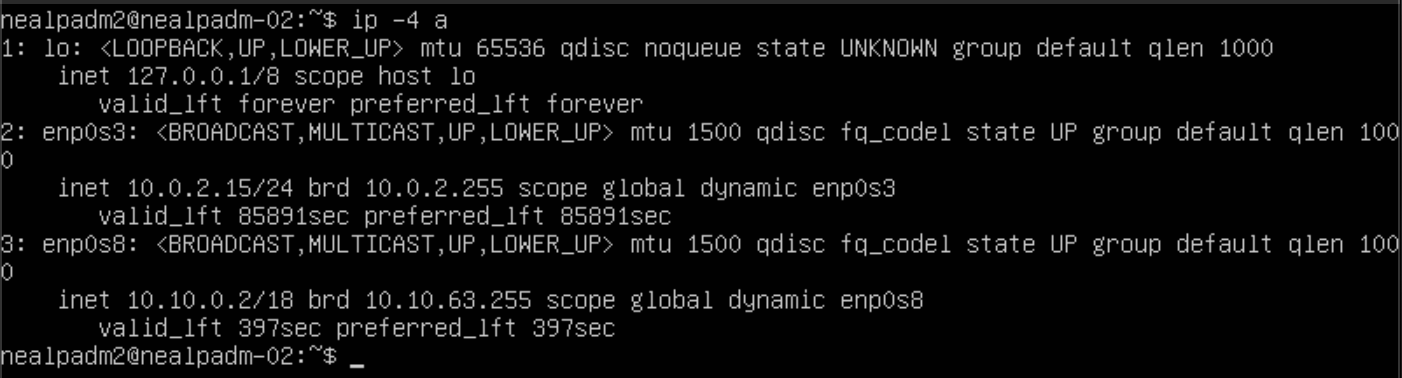 nealpadm2@nealpadm-02:~$ ip -4 a
1: lo: <LOOPBACK,UP,LOWER_UP> mtu 65536 qdisc noqueue state UNKNOWN group default qlen 1000
    inet 127.0.0.1/8 scope host lo
       valid_lft forever preferred_lft forever
2: enp0s3: <BROADCAST,MULTICAST,UP,LOWER_UP> mtu 1500 qdisc fq_codel state UP group default qlen 100
0
    inet 10.0.2.15/24 brd 10.0.2.255 scope global dynamic enp0s3
       valid_lft 85891sec preferred_lft 85891sec
3: enp0s8: <BROADCAST,MULTICAST,UP,LOWER_UP> mtu 1500 qdisc fq_codel state UP group default qlen 100
0
    inet 10.10.0.2/18 brd 10.10.63.255 scope global dynamic enp0s8
       valid_lft 397sec preferred_lft 397sec
nealpadm2@nealpadm-02:~$ _